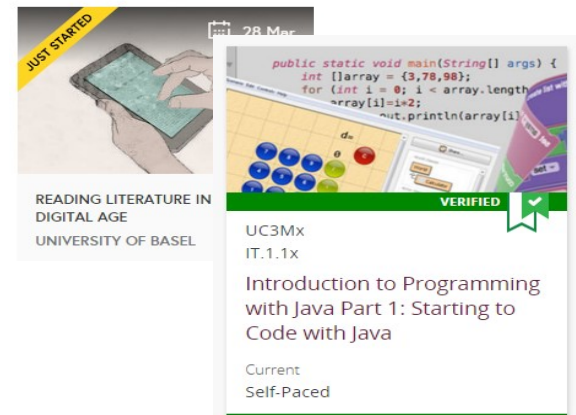 JUST STARTED
28 Mar
READING LITERATURE IN
DIGITAL AGE
UNIVERSITY OF BASEL
public static void main(String[] args) {
int []array = {3,78,98};
for (int i = 0; i < array.length
array[i]=i*2;
out.println(array[i]
d=
0
VERIFIED
UC3Mx
IT.1.1x
Introduction to Programming
with Java Part 1: Starting to
Code with Java
Current
Self-Paced